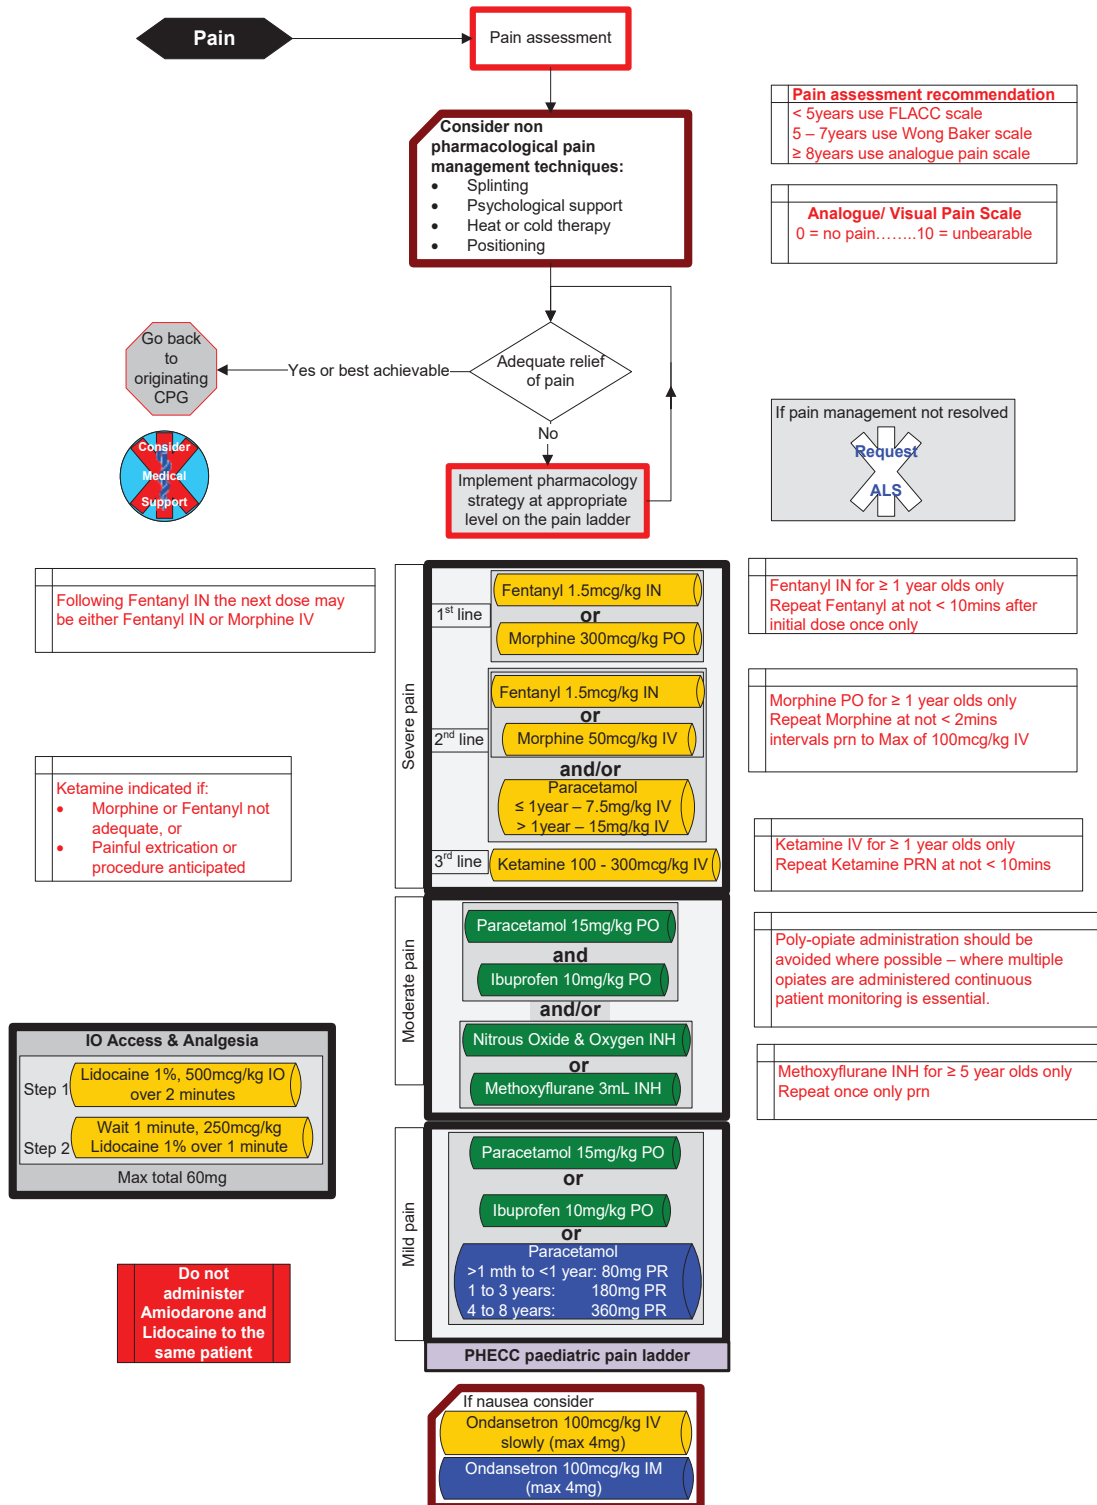 Pain
Pain assessment
Pain assessment recommendation
< 5years use FLACC scale
5 – 7years use Wong Baker scale
≥ 8years use analogue pain scale
Consider non
pharmacological pain
management techniques:
• Splinting
• Psychological support
• Heat or cold therapy
• Positioning
Analogue/ Visual Pain Scale
0 = no pain……..10 = unbearable
Go back
to
originating
CPG
Yes or best achievable
Adequate relief
of pain
No
Consider
Medical
Support
If pain management not resolved
Request
ALS
Implement pharmacology
strategy at appropriate
level on the pain ladder
Following Fentanyl IN the next dose may
be either Fentanyl IN or Morphine IV
Severe pain
1st line
Fentanyl 1.5mcg/kg IN
or
Morphine 300mcg/kg PO
Fentanyl IN for ≥ 1 year olds only
Repeat Fentanyl at not < 10mins after
initial dose once only
2nd line
Fentanyl 1.5mcg/kg IN
or
Morphine 50mcg/kg IV
and/or
Paracetamol
≤ 1year – 7.5mg/kg IV
> 1year – 15mg/kg IV
Morphine PO for ≥ 1 year olds only
Repeat Morphine at not < 2mins
intervals prn to Max of 100mcg/kg IV
Ketamine indicated if:
• Morphine or Fentanyl not
adequate, or
• Painful extrication or
procedure anticipated
3rd line
Ketamine 100 - 300mcg/kg IV
Ketamine IV for ≥ 1 year olds only
Repeat Ketamine PRN at not < 10mins
Moderate pain
Paracetamol 15mg/kg PO
and
Ibuprofen 10mg/kg PO
and/or
Nitrous Oxide & Oxygen INH
or
Methoxyflurane 3mL INH
Poly-opiate administration should be
avoided where possible – where multiple
opiates are administered continuous
patient monitoring is essential.
Methoxyflurane INH for ≥ 5 year olds only
Repeat once only prn
IO Access & Analgesia
Step 1
Lidocaine 1%, 500mcg/kg IO
over 2 minutes
Step 2
Wait 1 minute, 250mcg/kg
Lidocaine 1% over 1 minute
Max total 60mg
Mild pain
Paracetamol 15mg/kg PO
or
Ibuprofen 10mg/kg PO
or
Paracetamol
>1 mth to <1 year: 80mg PR
1 to 3 years: 180mg PR
4 to 8 years: 360mg PR
Do not
administer
Amiodarone and
Lidocaine to the
same patient
PHECC paediatric pain ladder
If nausea consider
Ondansetron 100mcg/kg IV
slowly (max 4mg)
Ondansetron 100mcg/kg IM
(max 4mg)